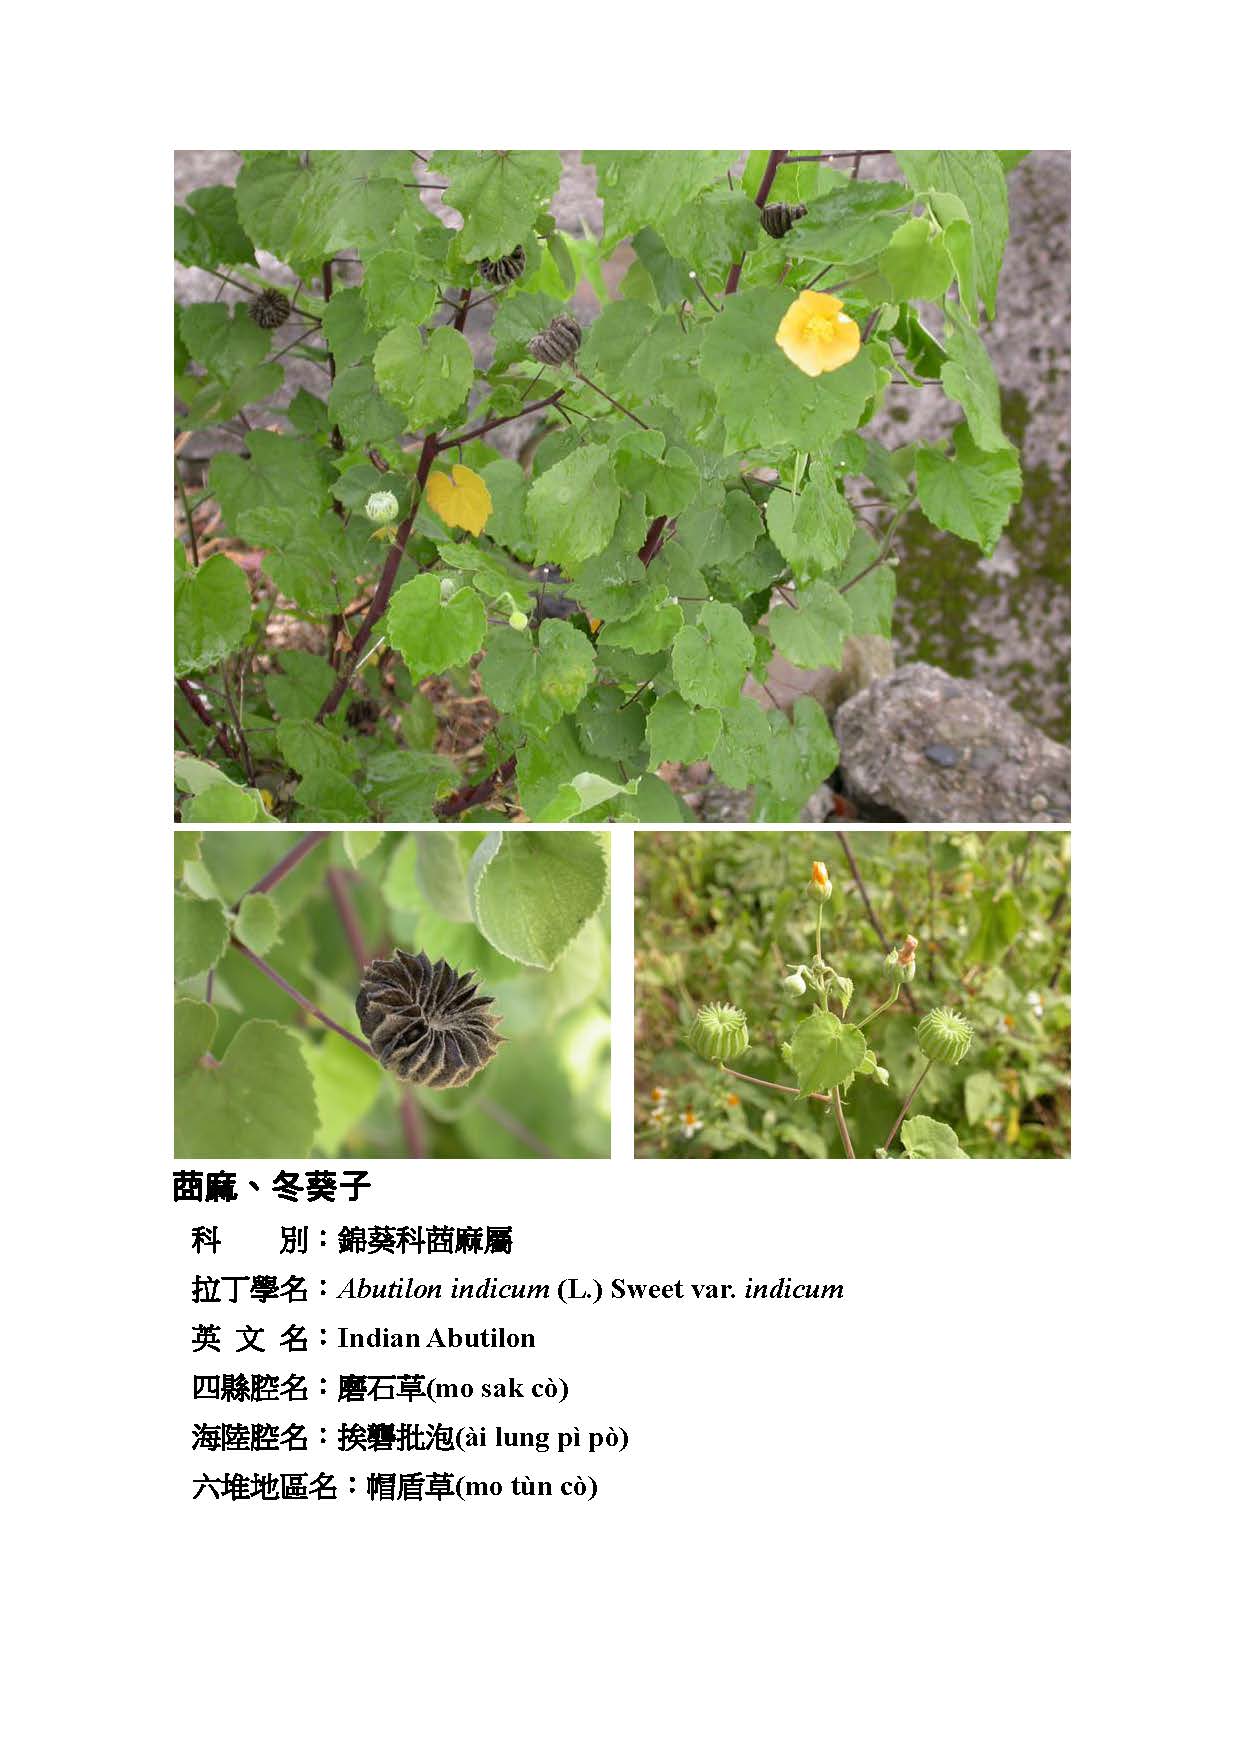 莔麻、冬葵子
科　　別：錦葵科莔麻屬
拉丁學名：Abutilon indicum (L.) Sweet var. indicum
英 文 名：Indian Abutilon
四縣腔名：磨石草(mo sak cò)
海陸腔名：挨礱批泡(ài lung pì pò)
六堆地區名：帽盾草(mo tùn cò)